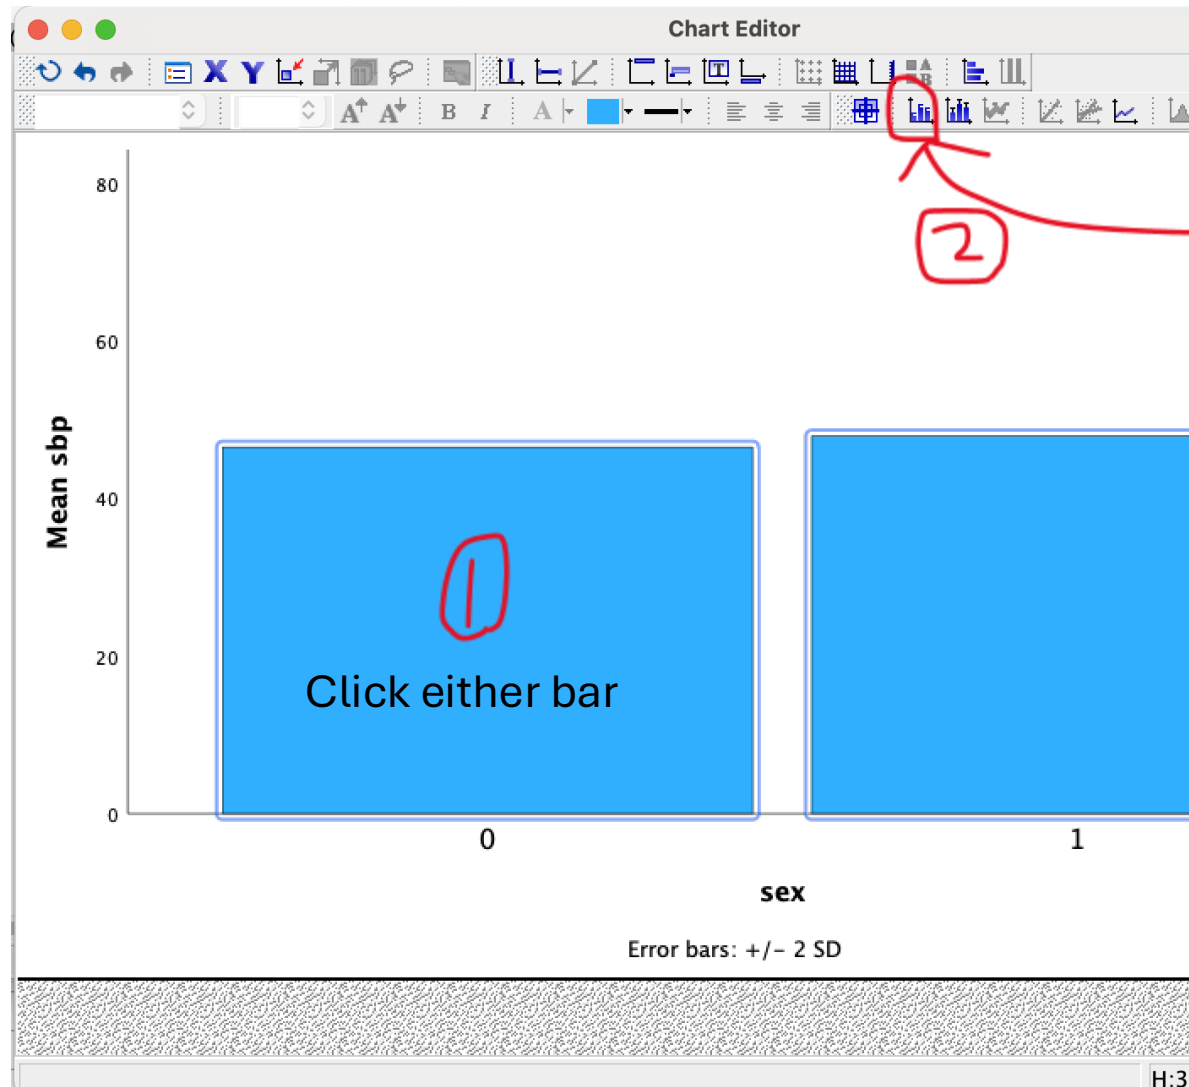 Chart Editor
X Y T A B
A A B I A
80
2
60
Mean sbp
40
1
20
Click either bar
0
0 1
sex
Error bars: +/- 2 SD
H:3